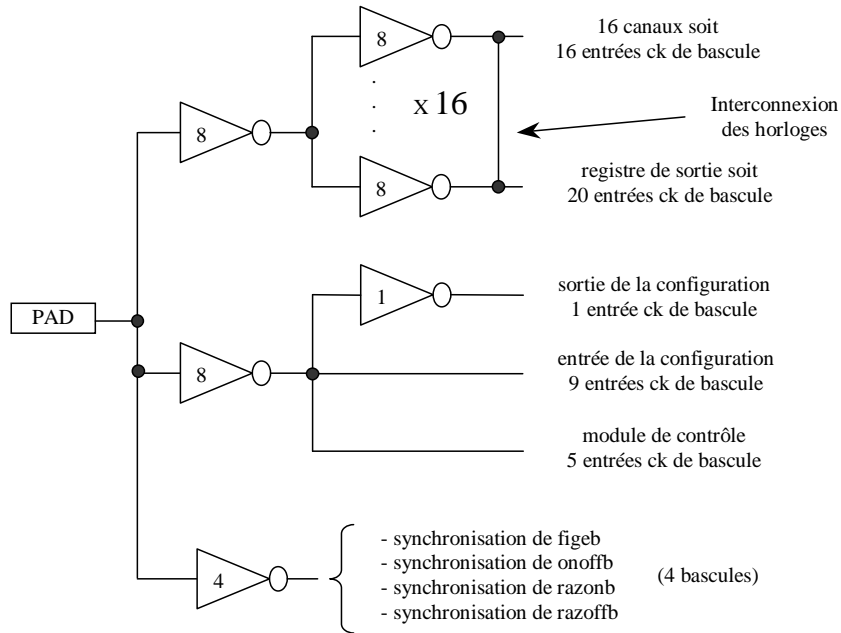 8
16 canaux soit
16 entrées ck de bascule
8
x 16
Interconnexion
des horloges
8
registre de sortie soit
20 entrées ck de bascule
PAD
1
sortie de la configuration
1 entrée ck de bascule
8
entrée de la configuration
9 entrées ck de bascule
module de contrôle
5 entrées ck de bascule
4
- synchronisation de figeb
- synchronisation de onoffb
- synchronisation de razonb
- synchronisation de razoffb
(4 bascules)